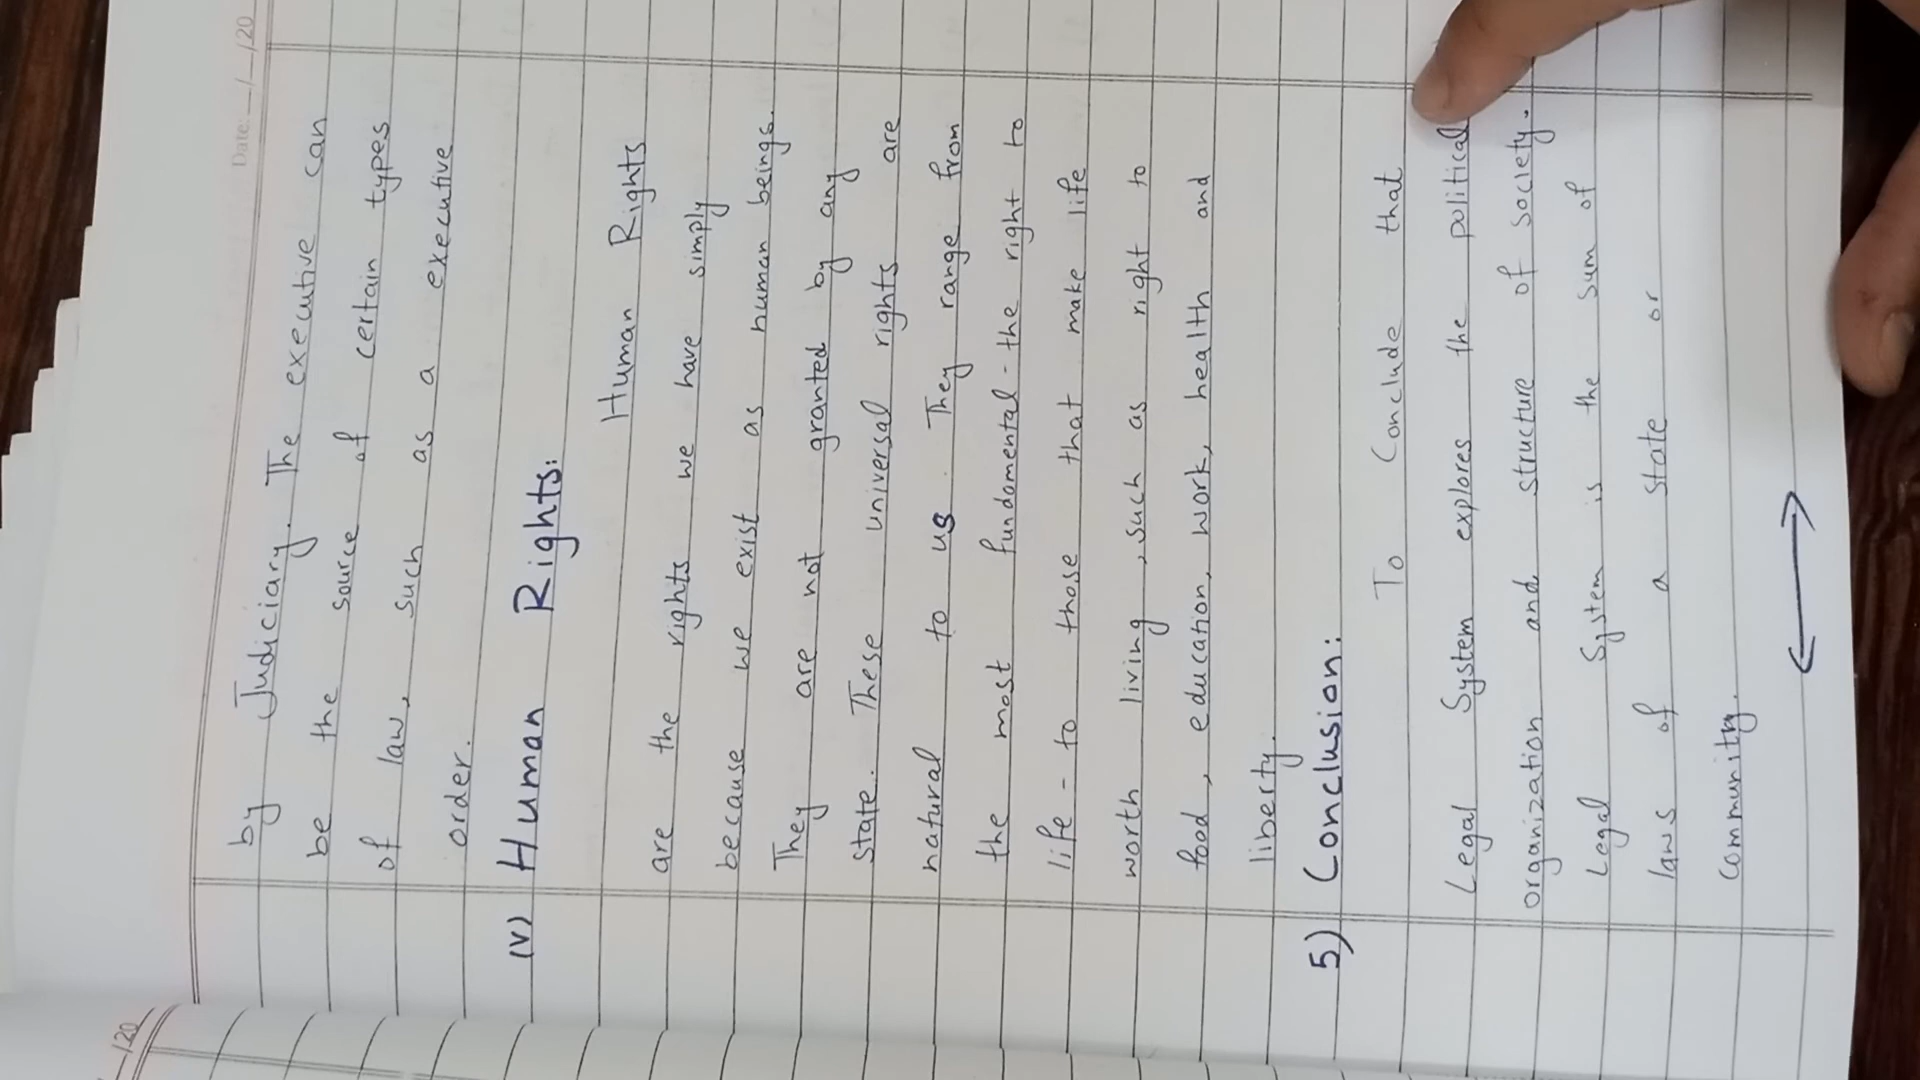 Date: __/__/20
by Judiciary. The executive can
be the source of certain types
of law, such as a executive
order.
(v) Human Rights:
Human Rights
are the rights we have simply
because we exist as human beings.
They are not granted by any
state. These universal rights are
natural to us. They range from
the most fundamental - the right to
life - to those that make life
worth living, such as right to
food, education, work, health and
liberty.
5) Conclusion:
To Conclude that
Legal System explores the political
organization and structure of society.
Legal System is the sum of
laws of a state or
community.
/20